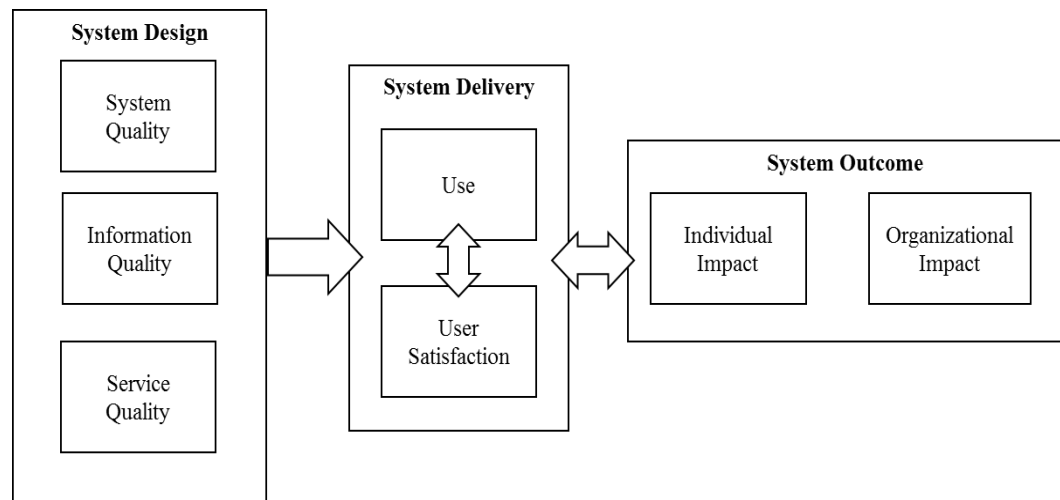 System Design
System
Quality
Information
Quality
Service
Quality
System Delivery
Use
User
Satisfaction
System Outcome
Individual
Impact
Organizational
Impact